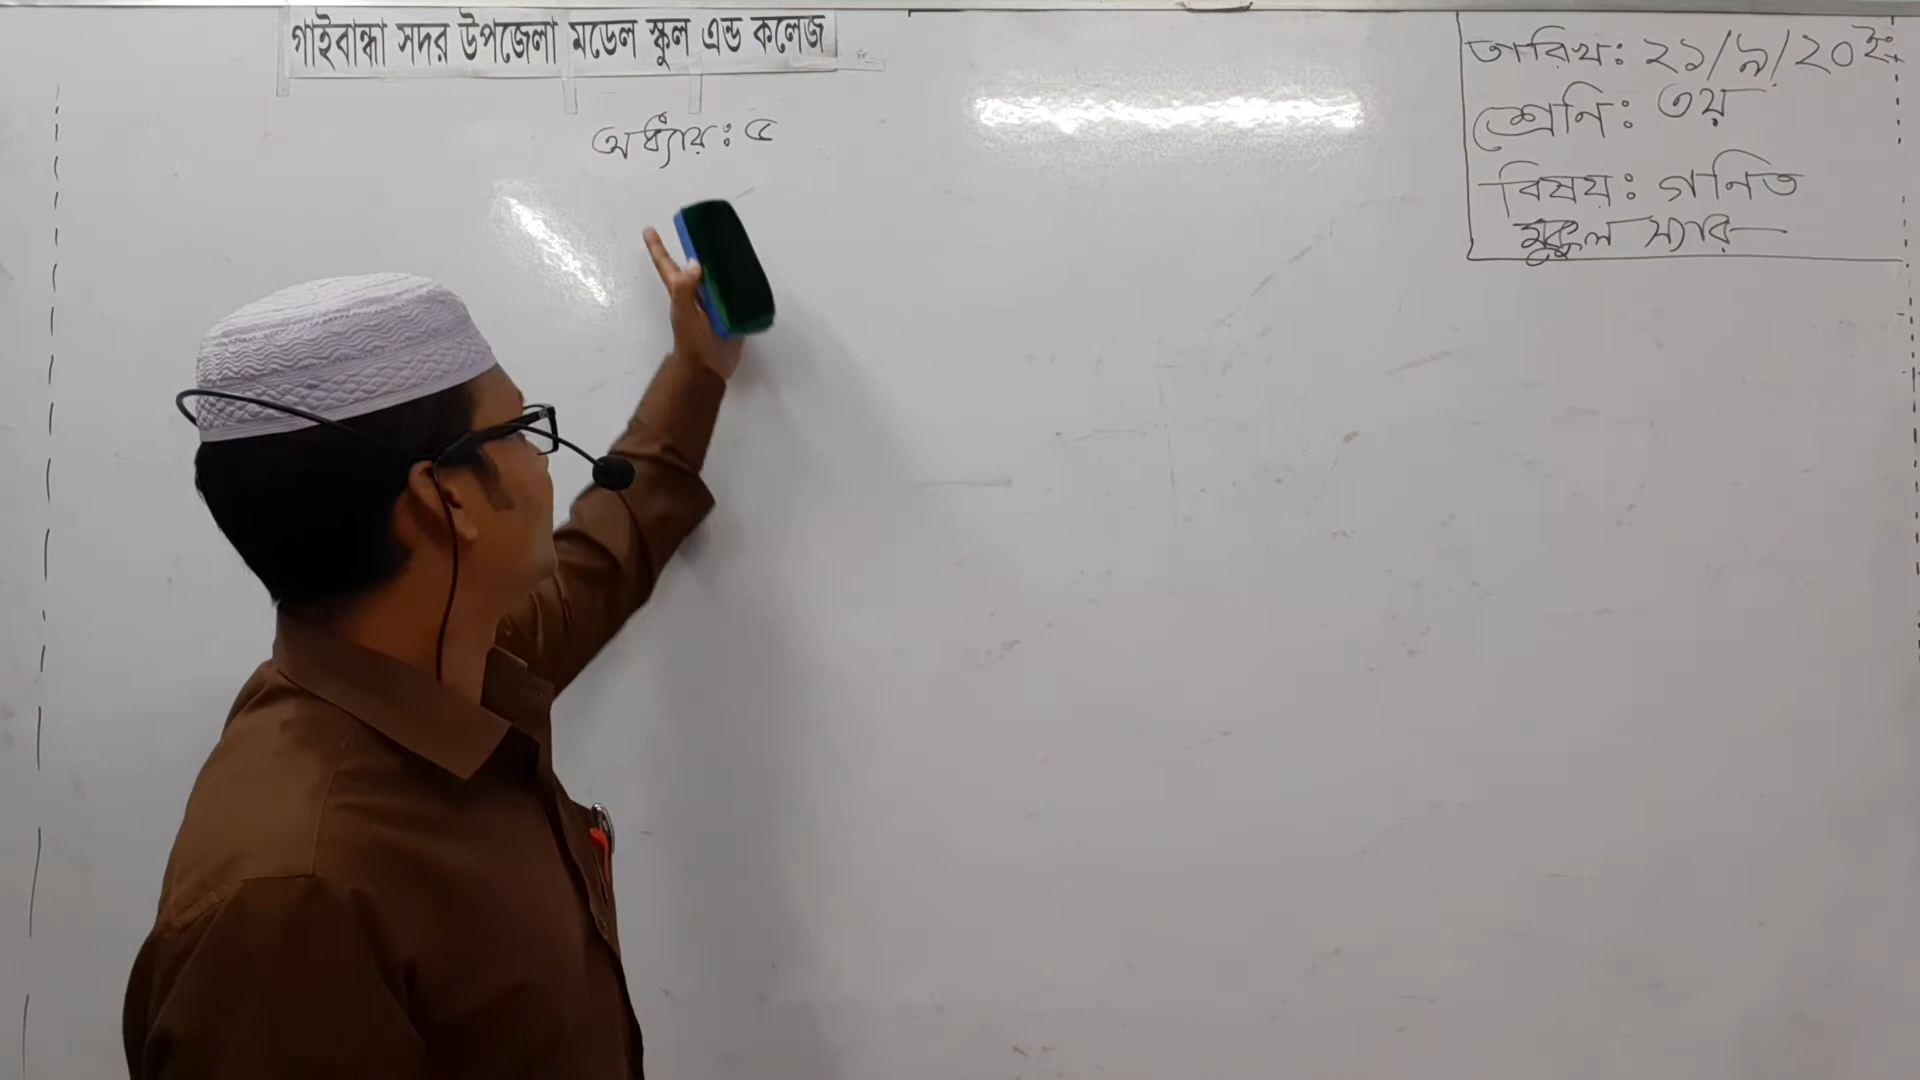 গাইবান্ধা সদর উপজেলা মডেল স্কুল এন্ড কলেজ
অধ্যায়ঃ ৫
তারিখঃ ২১/৯/২০ইং
শ্রেনিঃ ৩য়
বিষয়ঃ গনিত
মুকুল স্যার